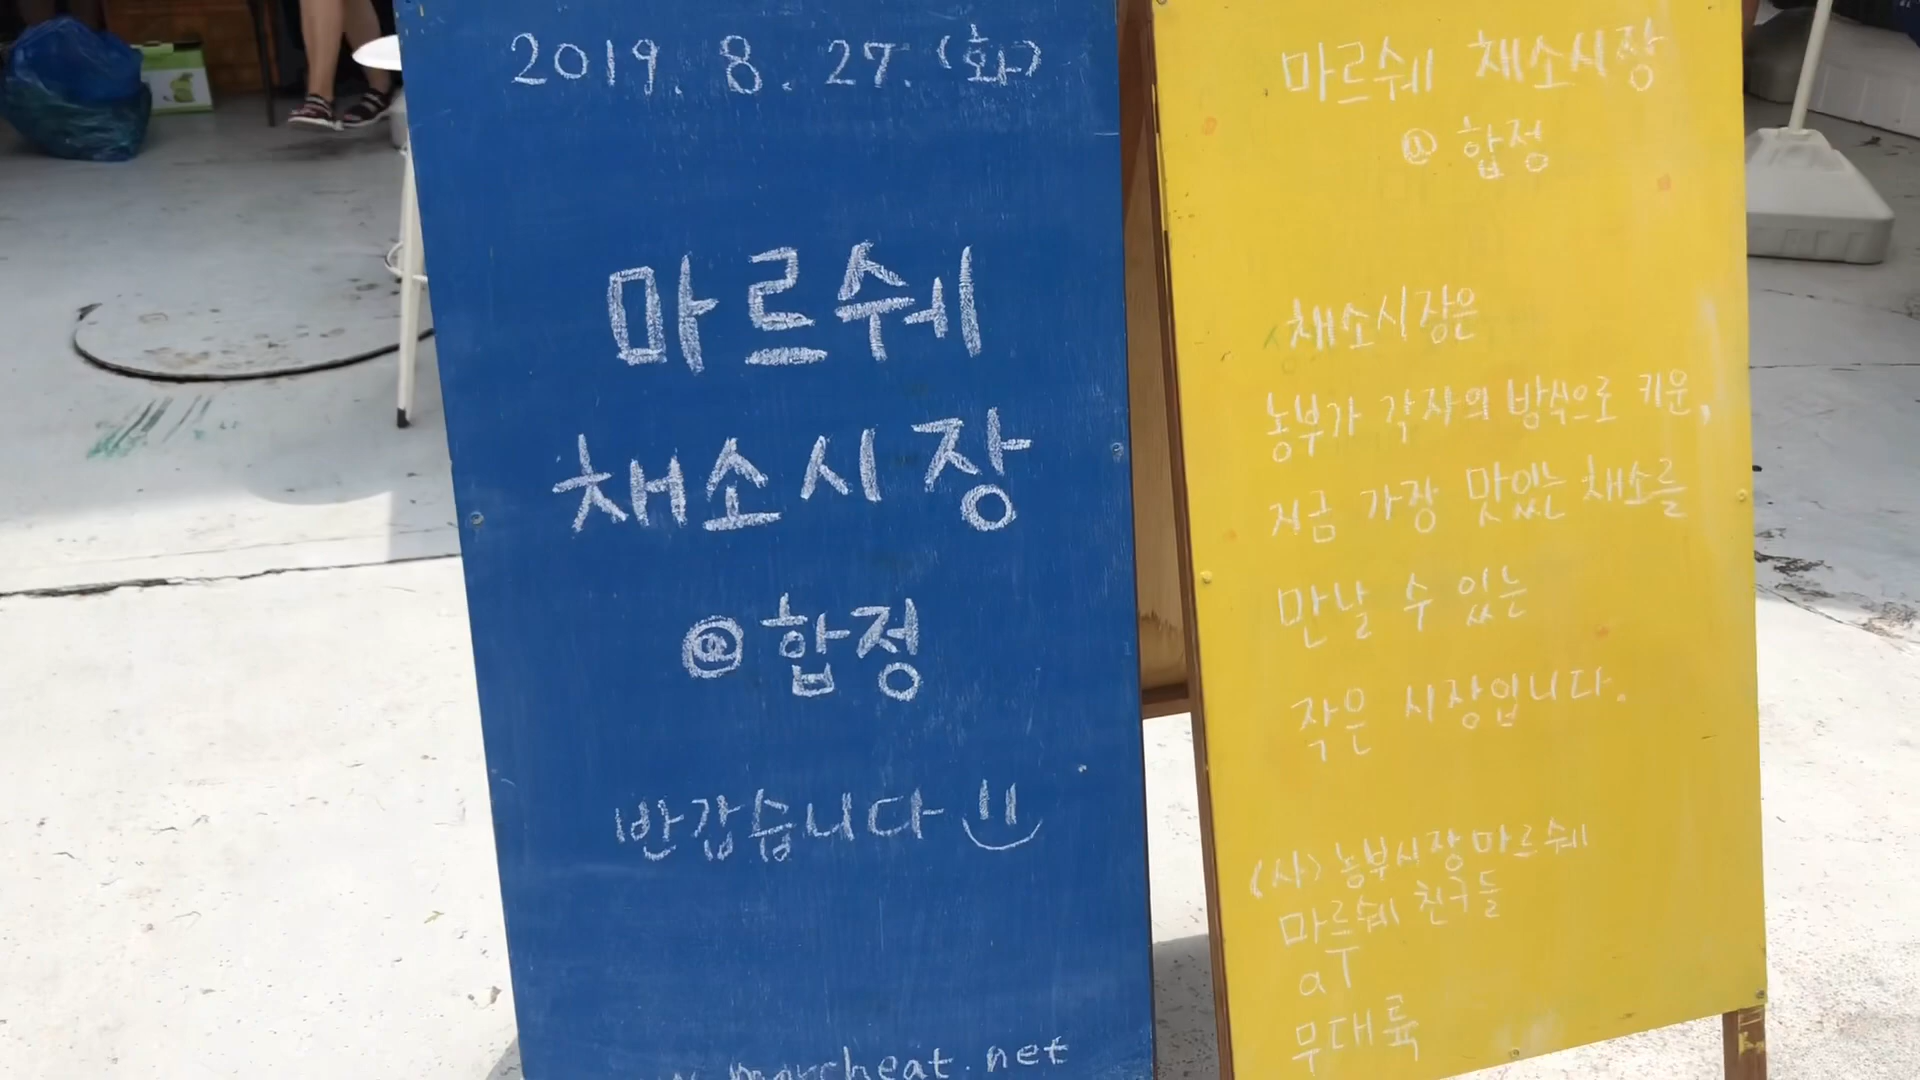 2019. 8. 27. (화)
마르쉐
채소시장
@합정
반갑습니다
marcheat.net
마르쉐 채소시장
@ 합정
채소시장은
농부가 각자의 방식으로 키운,
지금 가장 맛있는 채소를
만날 수 있는
작은 시장입니다.
(사) 농부시장마르쉐
마르쉐 친구들
aT
무대륙